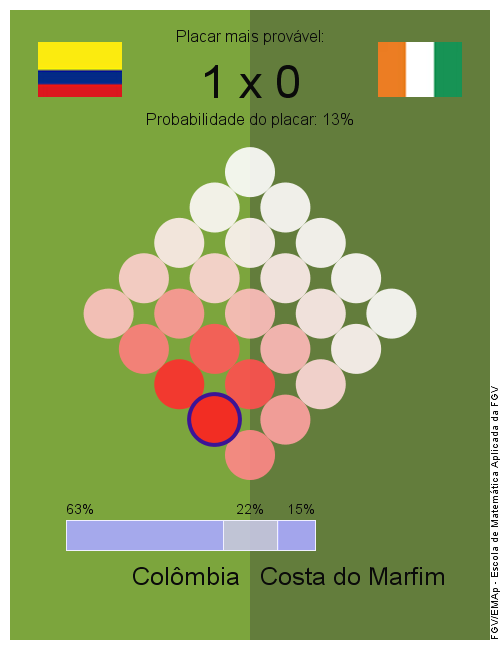 Placar mais provável:
1 x 0
Probabilidade do placar: 13%
63%
22%
15%
Colômbia
Costa do Marfim
FGV/EMAp - Escola de Matemática Aplicada da FGV